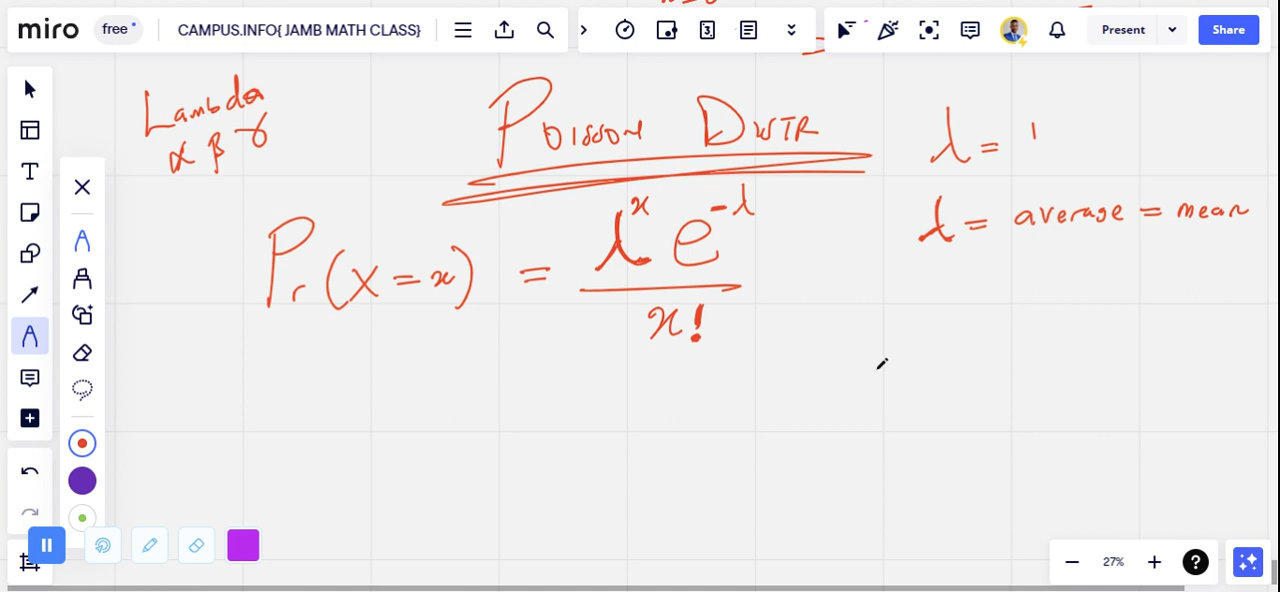 miro free CAMPUS.INFO{ JAMB MATH CLASS} Present Share
Lambda
α β γ
POISSON DISTR
λ = 1
λ = average = mean
Pr (X = x) = λ^x e^-λ / x!
27%